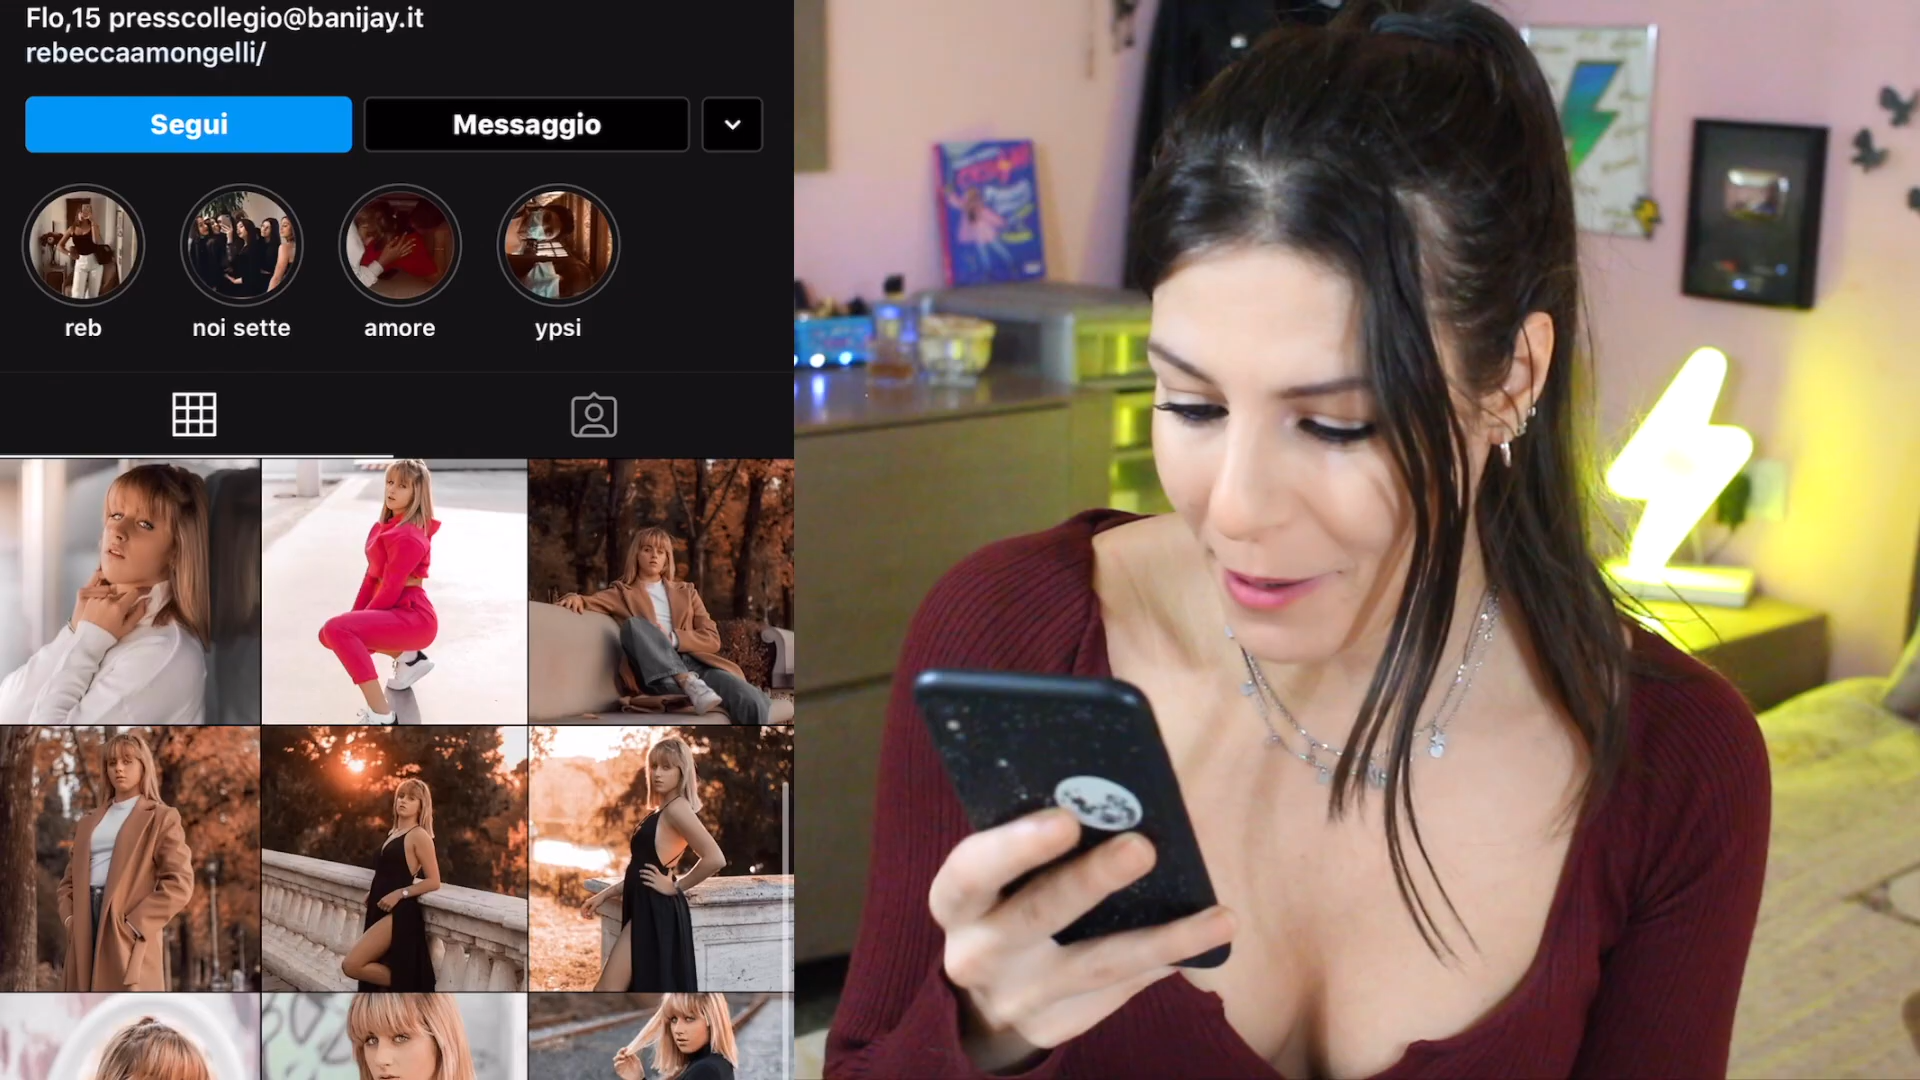 Flo,15 presscollegio@banijay.it
rebeccaamongelli/
Segui
Messaggio
reb
noi sette
amore
ypsi